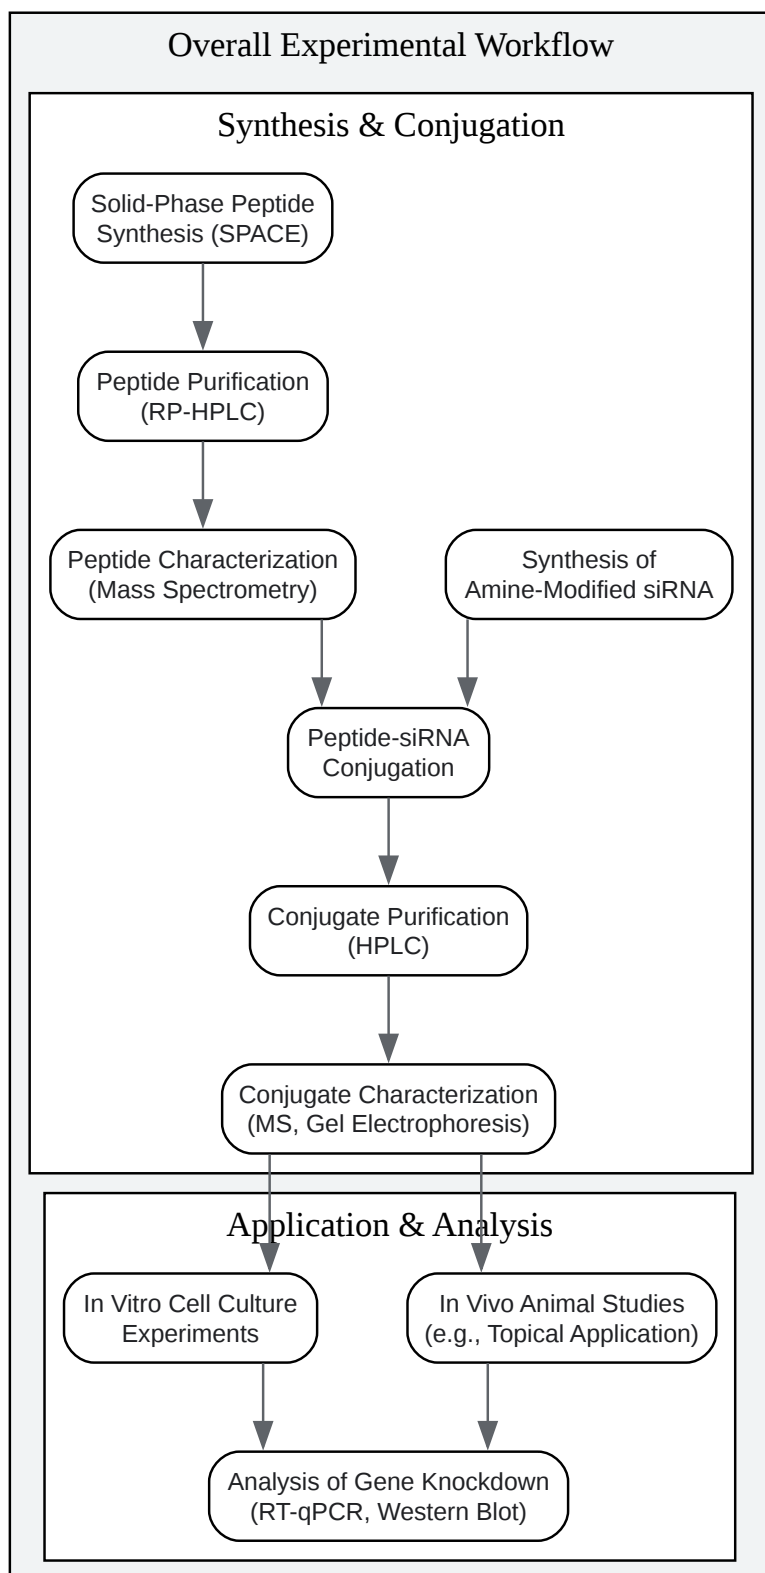 Overall Experimental Workflow
Synthesis & Conjugation
Solid-Phase Peptide
Synthesis (SPACE)
Peptide Purification
(RP-HPLC)
Peptide Characterization
(Mass Spectrometry)
Synthesis of
Amine-Modified siRNA
Peptide-siRNA
Conjugation
Conjugate Purification
(HPLC)
Conjugate Characterization
(MS, Gel Electrophoresis)
Application & Analysis
In Vitro Cell Culture
Experiments
In Vivo Animal Studies
(e.g., Topical Application)
Analysis of Gene Knockdown
(RT-qPCR, Western Blot)